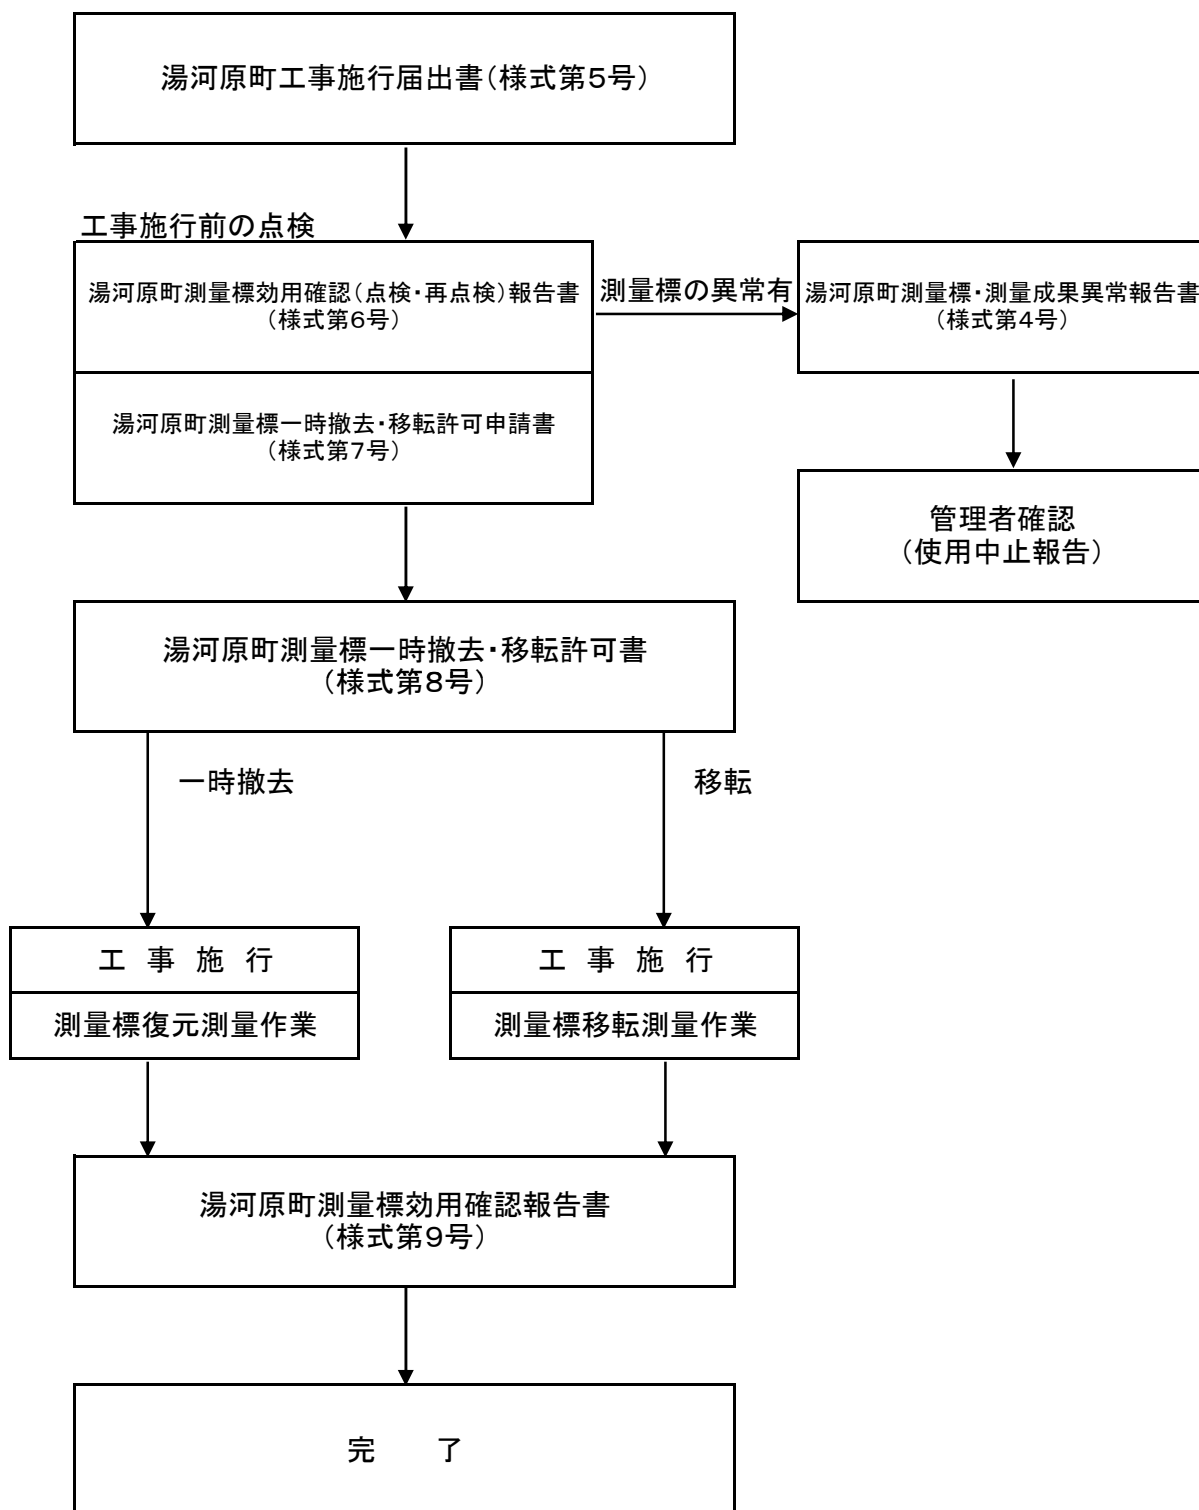 湯河原町工事施行届出書（様式第5号）
工事施行前の点検
湯河原町測量標効用確認（点検・再点検）報告書
（様式第6号）
測量標の異常有
湯河原町測量標・測量成果異常報告書
（様式第4号）
湯河原町測量標一時撤去・移転許可申請書
（様式第7号）
管理者確認
（使用中止報告）
湯河原町測量標一時撤去・移転許可書
（様式第8号）
一時撤去
移転
工　事　施　行
測量標復元測量作業
工　事　施　行
測量標移転測量作業
湯河原町測量標効用確認報告書
（様式第9号）
完　　了